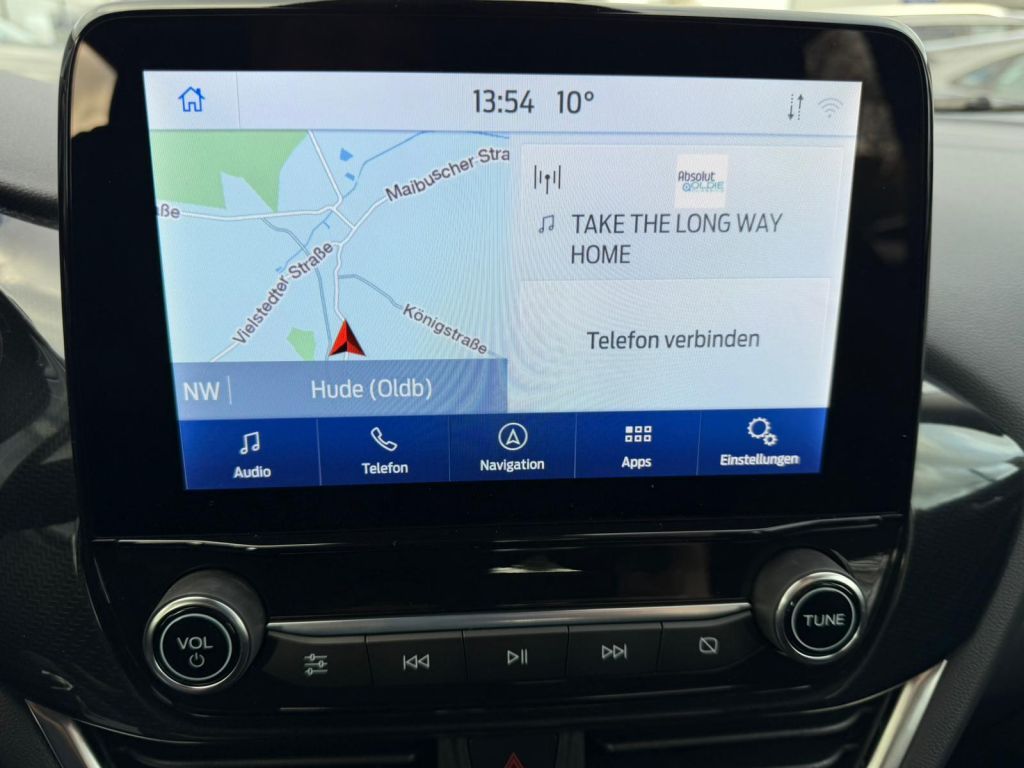 13:54 10°
Maibuscher Stra
ße
Vielstedter Straße
Königstraße
Absolut
OLDIE
TAKE THE LONG WAY
HOME
Telefon verbinden
NW Hude (Oldb)
Audio Telefon Navigation Apps Einstellungen
VOL TUNE